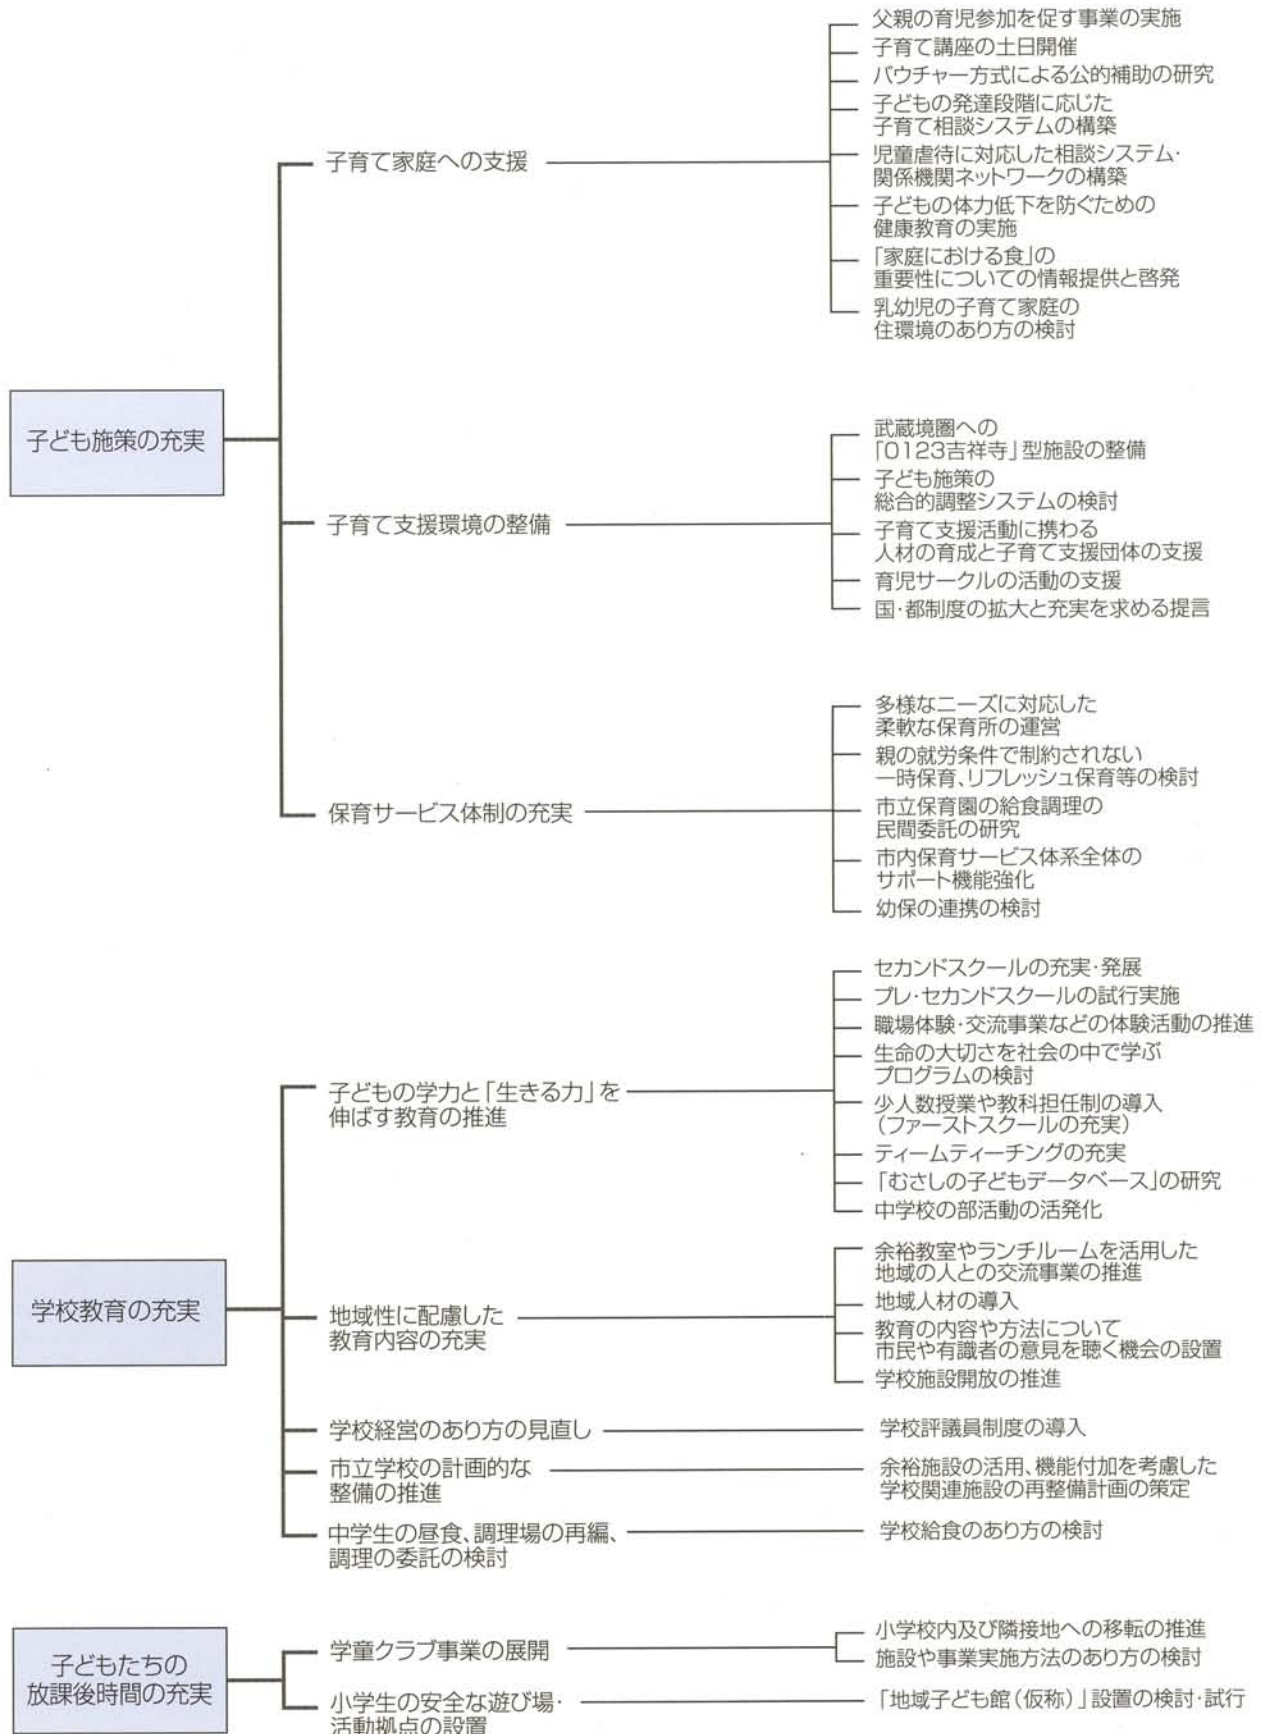 子ども施策の充実
子育て家庭への支援
父親の育児参加を促す事業の実施
子育て講座の土日開催
バウチャー方式による公的補助の研究
子どもの発達段階に応じた
子育て相談システムの構築
児童虐待に対応した相談システム・
関係機関ネットワークの構築
子どもの体力低下を防ぐための
健康教育の実施
「家庭における食」の
重要性についての情報提供と啓発
乳幼児の子育て家庭の
住環境のあり方の検討
子育て支援環境の整備
武蔵境圏への
「0123吉祥寺」型施設の整備
子ども施策の
総合的調整システムの検討
子育て支援活動に携わる
人材の育成と子育て支援団体の支援
育児サークルの活動の支援
国・都制度の拡大と充実を求める提言
保育サービス体制の充実
多様なニーズに対応した
柔軟な保育所の運営
親の就労条件で制約されない
一時保育、リフレッシュ保育等の検討
市立保育園の給食調理の
民間委託の研究
市内保育サービス体系全体の
サポート機能強化
幼保の連携の検討
学校教育の充実
子どもの学力と「生きる力」を
伸ばす教育の推進
セカンドスクールの充実・発展
プレ・セカンドスクールの試行実施
職場体験・交流事業などの体験活動の推進
生命の大切さを社会の中で学ぶ
プログラムの検討
少人数授業や教科担任制の導入
(ファーストスクールの充実)
ティームティーチングの充実
「むさしの子どもデータベース」の研究
中学校の部活動の活発化
地域性に配慮した
教育内容の充実
余裕教室やランチルームを活用した
地域の人との交流事業の推進
地域人材の導入
教育の内容や方法について
市民や有識者の意見を聴く機会の設置
学校施設開放の推進
学校経営のあり方の見直し
学校評議員制度の導入
市立学校の計画的な
整備の推進
余裕施設の活用、機能付加を考慮した
学校関連施設の再整備計画の策定
中学生の昼食、調理場の再編、
調理の委託の検討
学校給食のあり方の検討
子どもたちの
放課後時間の充実
学童クラブ事業の展開
小学校内及び隣接地への移転の推進
施設や事業実施方法のあり方の検討
小学生の安全な遊び場・
活動拠点の設置
「地域子ども館(仮称)」設置の検討・試行